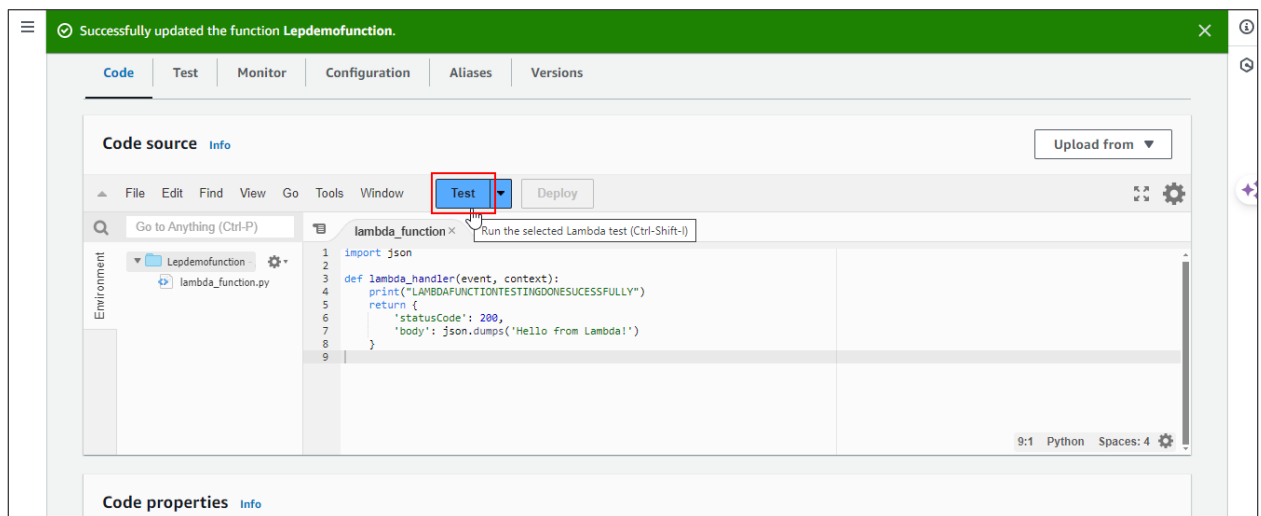 Successfully updated the function Lepdemofunction.
Code Test Monitor Configuration Aliases Versions
Code source Info
Upload from
File Edit Find View Go Tools Window Test Deploy
Go to Anything (Ctrl-P)
lambda_function
Run the selected Lambda test (Ctrl-Shift-I)
Environment
Lepdemofunction
lambda_function.py
1 import json
2
3 def lambda_handler(event, context):
4 print("LAMBDAFUNCTIONTESTINGDONESUCESSFULLY")
5 return {
6 'statusCode': 200,
7 'body': json.dumps('Hello from Lambda!')
8 }
9
9:1 Python Spaces: 4
Code properties Info